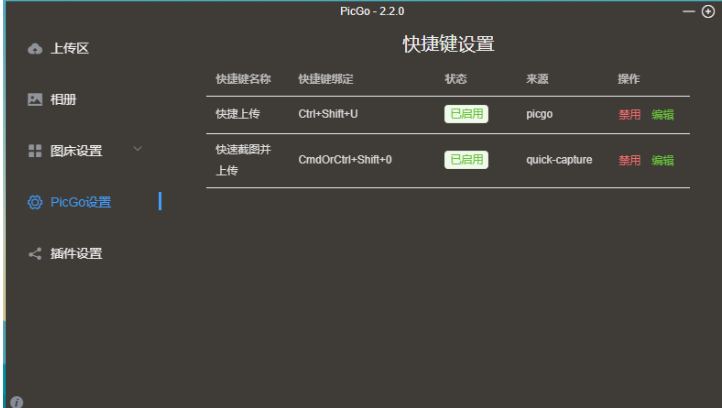 PicGo - 2.2.0
上传区
相册
图床设置
PicGo设置
插件设置
快捷键设置
快捷键名称 快捷键绑定 状态 来源 操作
快捷上传 Ctrl+Shift+U 已启用 picgo 禁用 编辑
快速截图并
上传 CmdOrCtrl+Shift+0 已启用 quick-capture 禁用 编辑